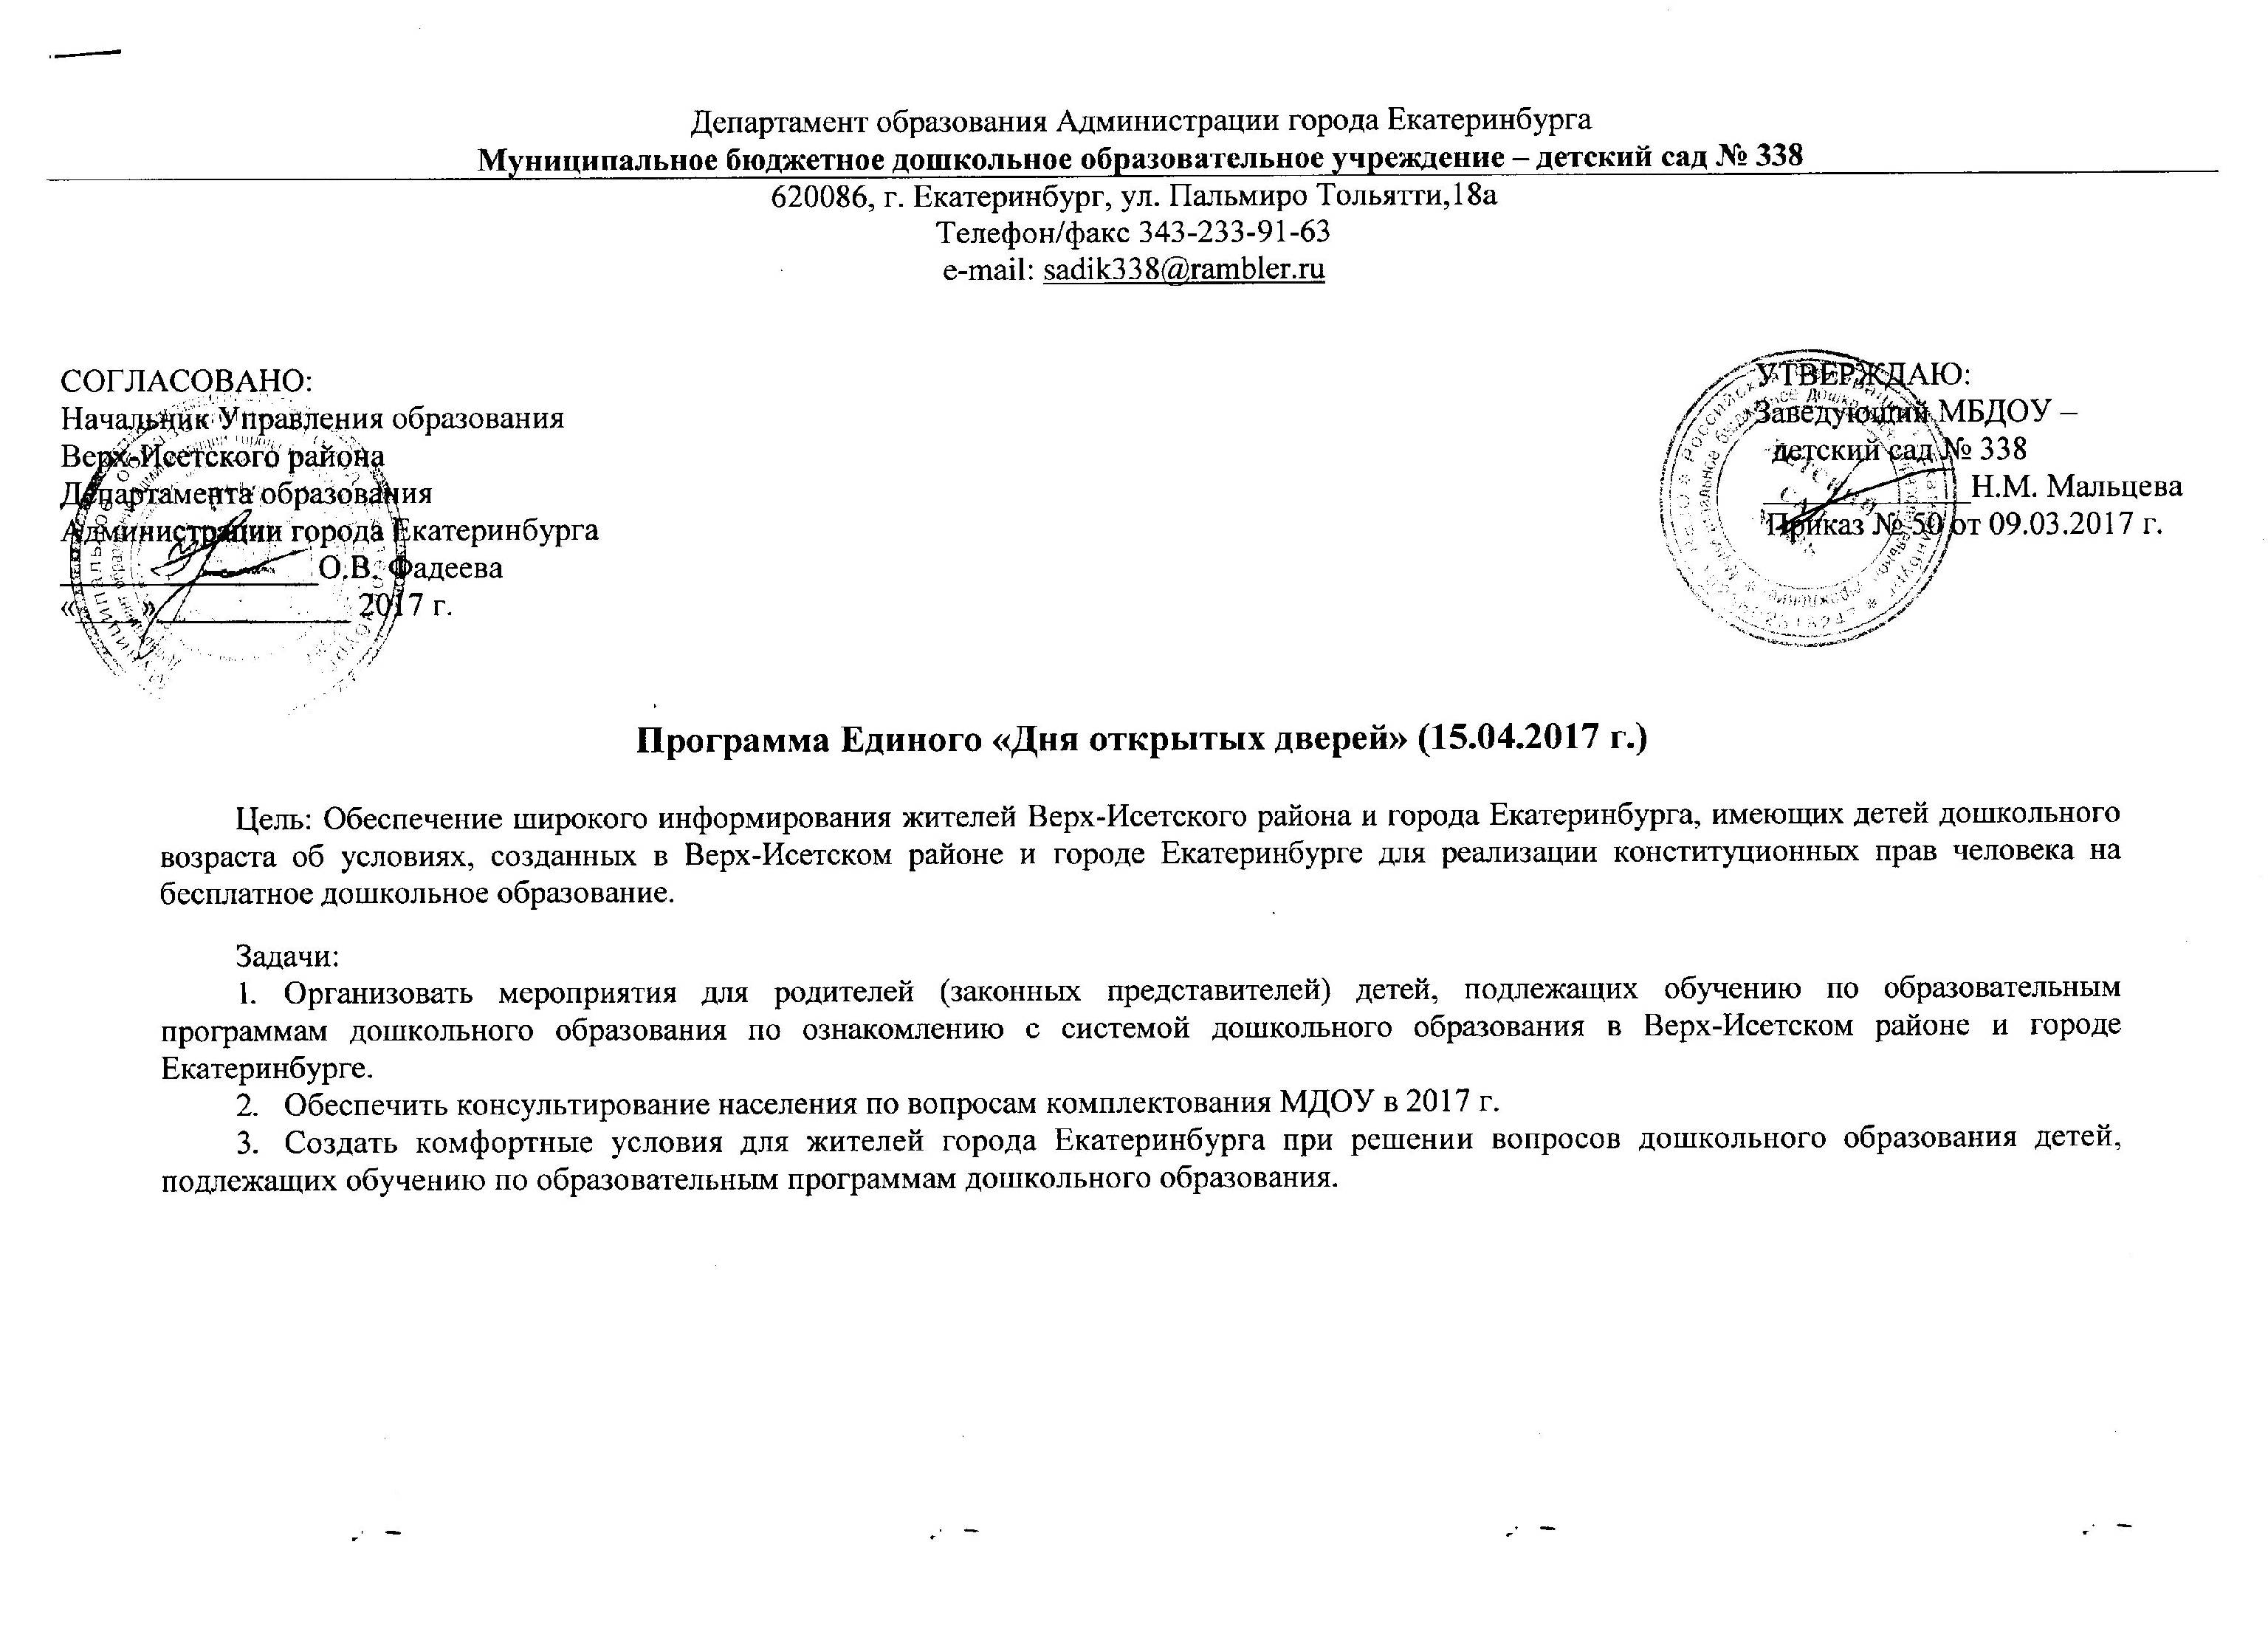 Департамент образования Администрации города Екатеринбурга
Муниципальное бюджетное дошкольное образовательное учреждение – детский сад № 338
620086, г. Екатеринбург, ул. Пальмиро Тольятти,18а
Телефон/факс 343-233-91-63
e-mail: sadik338@rambler.ru
СОГЛАСОВАНО:
Начальник Управления образования
Верх-Исетского района
Департамента образования
Администрации города Екатеринбурга
О.В. Фадеева
« » 2017 г.
УТВЕРЖДАЮ:
Заведующий МБДОУ –
детский сад № 338
Н.М. Мальцева
Приказ № 50 от 09.03.2017 г.
Программа Единого «Дня открытых дверей» (15.04.2017 г.)
Цель: Обеспечение широкого информирования жителей Верх-Исетского района и города Екатеринбурга, имеющих детей дошкольного
возраста об условиях, созданных в Верх-Исетском районе и городе Екатеринбурге для реализации конституционных прав человека на
бесплатное дошкольное образование.
Задачи:
1. Организовать мероприятия для родителей (законных представителей) детей, подлежащих обучению по образовательным
программам дошкольного образования по ознакомлению с системой дошкольного образования в Верх-Исетском районе и городе
Екатеринбурге.
2. Обеспечить консультирование населения по вопросам комплектования МДОУ в 2017 г.
3. Создать комфортные условия для жителей города Екатеринбурга при решении вопросов дошкольного образования детей,
подлежащих обучению по образовательным программам дошкольного образования.